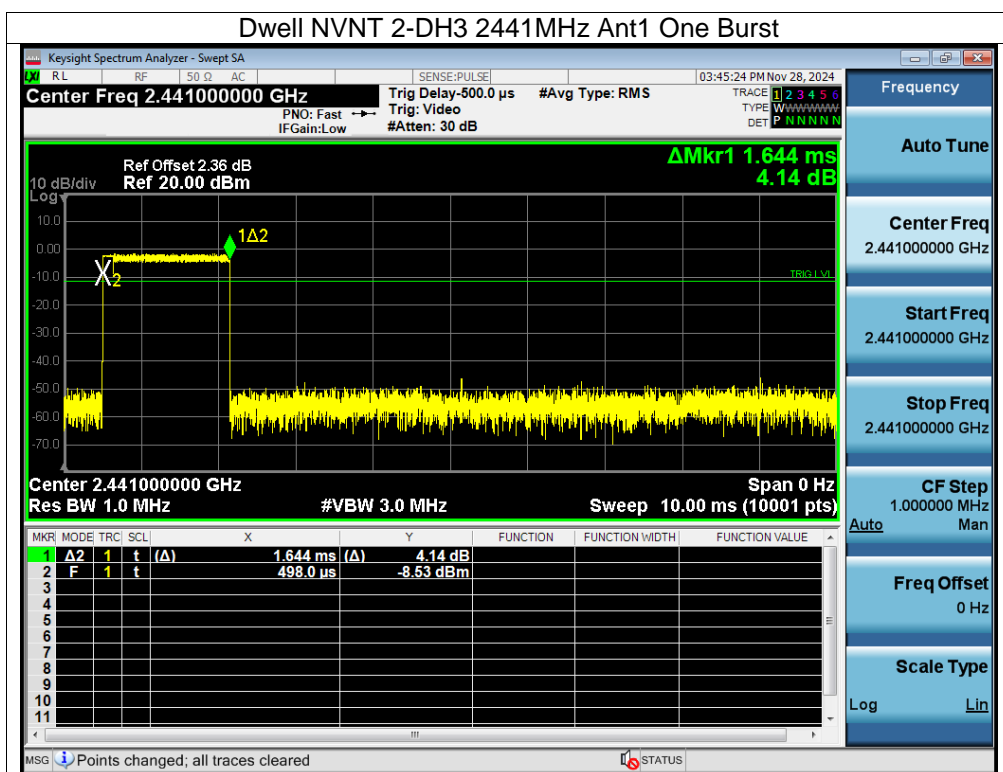 Dwell NVNT 2-DH3 2441MHz Ant1 One Burst
Keysight Spectrum Analyzer - Swept SA
LXI RL RF 50 Ω AC SENSE:PULSE 03:45:24 PM Nov 28, 2024
Center Freq 2.441000000 GHz Trig Delay-500.0 μs #Avg Type: RMS TRACE 1 2 3 4 5 6
PNO: Fast Trig: Video TYPE WWWWWWW
IFGain:Low #Atten: 30 dB DET P NNNNN
ΔMkr1 1.644 ms
4.14 dB
Ref Offset 2.36 dB
10 dB/div Ref 20.00 dBm
Log
10.0
0.00
-10.0
-20.0
-30.0
-40.0
-50.0
-60.0
-70.0
1Δ2
X2
TRIG LVL
Center 2.441000000 GHz Span 0 Hz
Res BW 1.0 MHz #VBW 3.0 MHz Sweep 10.00 ms (10001 pts)
MKR MODE TRC SCL X Y FUNCTION FUNCTION WIDTH FUNCTION VALUE
1 Δ2 1 t (Δ) 1.644 ms (Δ) 4.14 dB
2 F 1 t 498.0 μs -8.53 dBm
3
4
5
6
7
8
9
10
11
MSG Points changed; all traces cleared STATUS
Frequency
Auto Tune
Center Freq
2.441000000 GHz
Start Freq
2.441000000 GHz
Stop Freq
2.441000000 GHz
CF Step
1.000000 MHz
Auto Man
Freq Offset
0 Hz
Scale Type
Log Lin